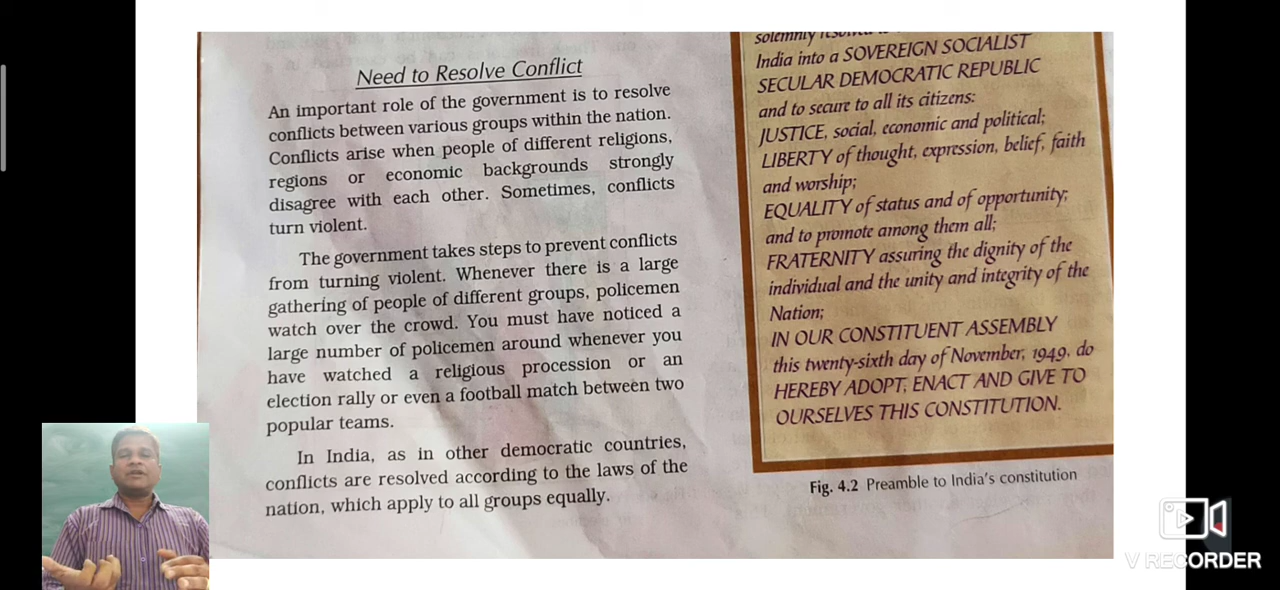 Need to Resolve Conflict
An important role of the government is to resolve
conflicts between various groups within the nation.
Conflicts arise when people of different religions,
regions or economic backgrounds strongly
disagree with each other. Sometimes, conflicts
turn violent.
The government takes steps to prevent conflicts
from turning violent. Whenever there is a large
gathering of people of different groups, policemen
watch over the crowd. You must have noticed a
large number of policemen around whenever you
have watched a religious procession or an
election rally or even a football match between two
popular teams.
In India, as in other democratic countries,
conflicts are resolved according to the laws of the
nation, which apply to all groups equally.
solemnly
India into a SOVEREIGN SOCIALIST
SECULAR DEMOCRATIC REPUBLIC
and to secure to all its citizens:
JUSTICE, social, economic and political;
LIBERTY of thought, expression, belief, faith
and worship;
EQUALITY of status and of opportunity;
and to promote among them all;
FRATERNITY assuring the dignity of the
individual and the unity and integrity of the
Nation;
IN OUR CONSTITUENT ASSEMBLY
this twenty-sixth day of November, 1949, do
HEREBY ADOPT, ENACT AND GIVE TO
OURSELVES THIS CONSTITUTION.
Fig. 4.2 Preamble to India's constitution
V RECORDER